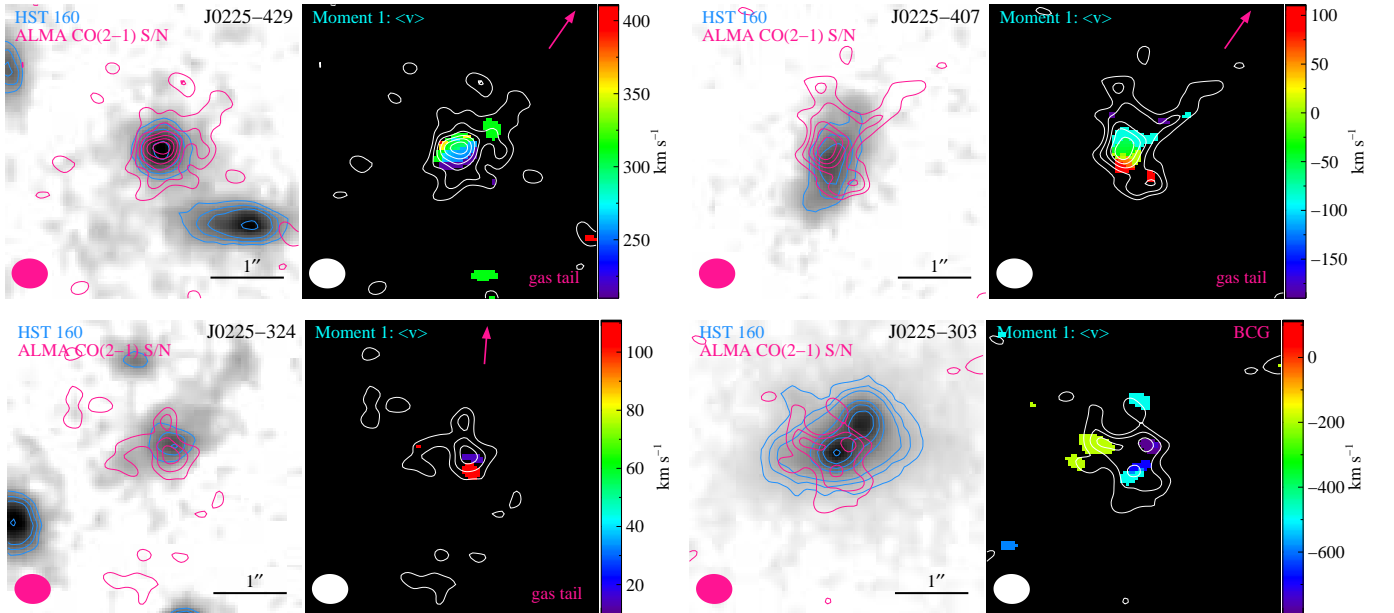 HST 160 J0225−429
ALMA CO(2−1) S/N
1″
Moment 1: <v>
gas tail
400
350
300
250
km s⁻¹
HST 160 J0225−407
ALMA CO(2−1) S/N
1″
Moment 1: <v>
gas tail
100
50
0
−50
−100
−150
km s⁻¹
HST 160 J0225−324
ALMA CO(2−1) S/N
1″
Moment 1: <v>
gas tail
100
80
60
40
20
km s⁻¹
HST 160 J0225−303
ALMA CO(2−1) S/N
1″
Moment 1: <v> BCG
0
−200
−400
−600
km s⁻¹